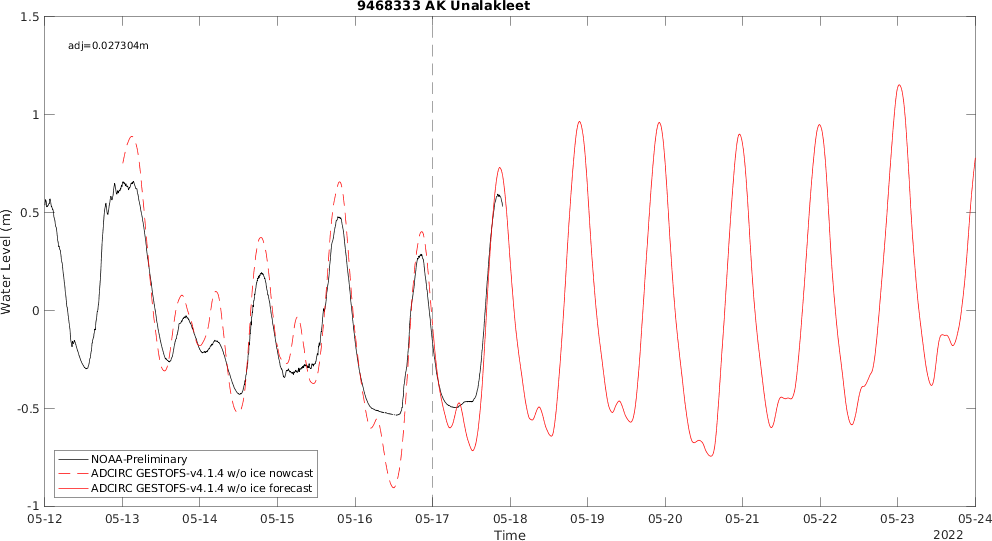 9468333 AK Unalakleet
adj=0.027304m
1.5
1
0.5
0
-0.5
-1
Water Level (m)
NOAA-Preliminary
ADCIRC GESTOFS-v4.1.4 w/o ice nowcast
ADCIRC GESTOFS-v4.1.4 w/o ice forecast
05-12 05-13 05-14 05-15 05-16 05-17 05-18 05-19 05-20 05-21 05-22 05-23 05-24
Time
2022